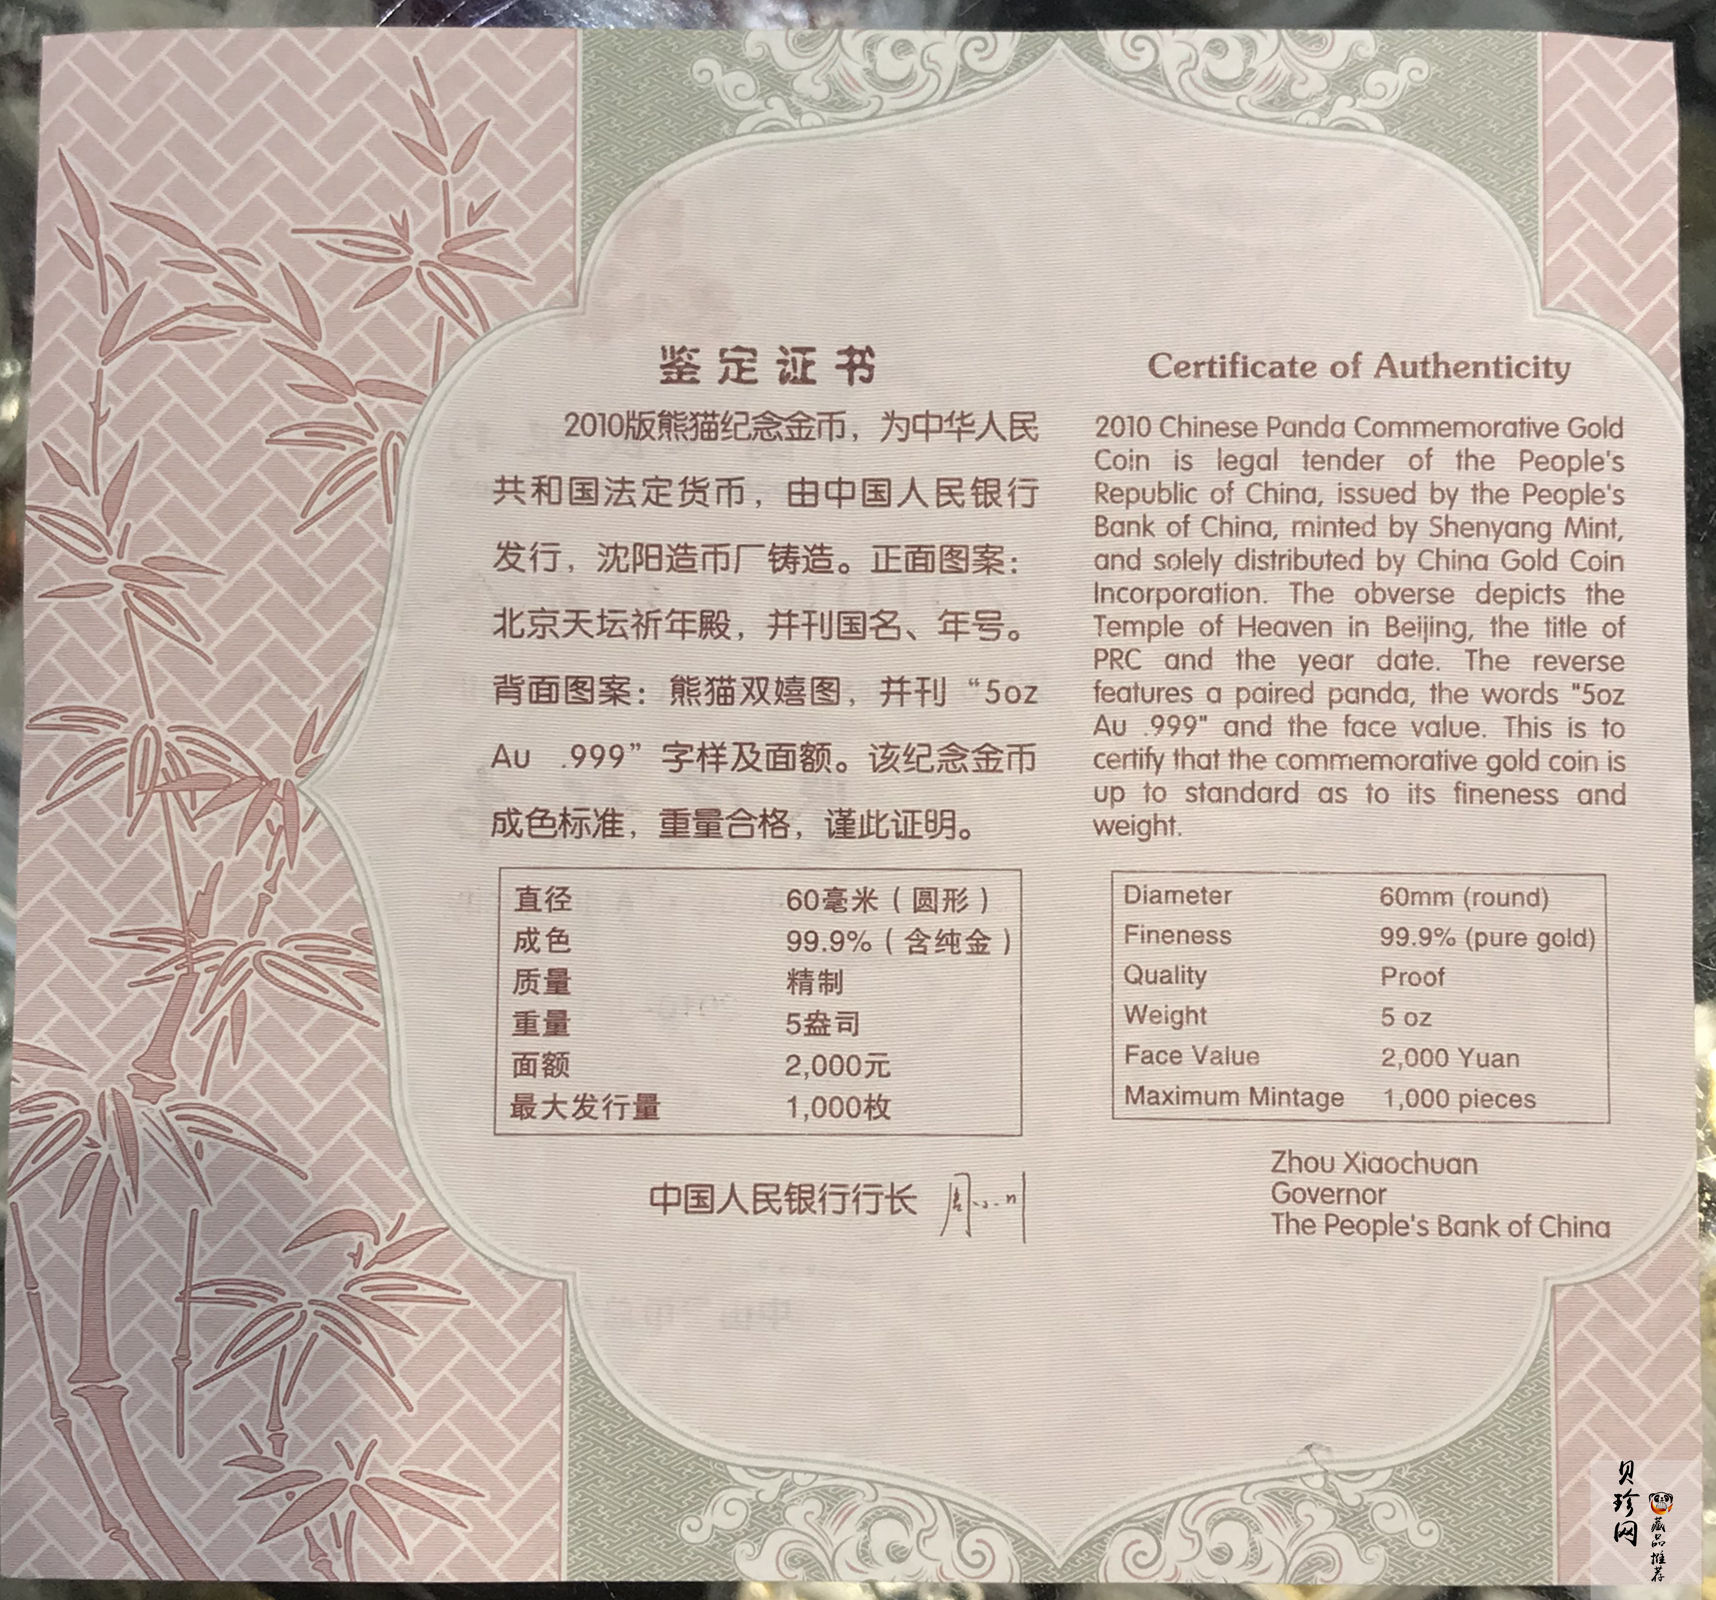 鉴定证书
2010版熊猫纪念金币，为中华人民
共和国法定货币，由中国人民银行
发行，沈阳造币厂铸造。正面图案：
北京天坛祈年殿，并刊国名、年号。
背面图案：熊猫双嬉图，并刊“5oz
Au .999”字样及面额。该纪念金币
成色标准，重量合格，谨此证明。
直径 60毫米（圆形）
成色 99.9%（含纯金）
质量 精制
重量 5盎司
面额 2,000元
最大发行量 1,000枚
中国人民银行行长 周小川
Certificate of Authenticity
2010 Chinese Panda Commemorative Gold
Coin is legal tender of the People's
Republic of China, issued by the People's
Bank of China, minted by Shenyang Mint,
and solely distributed by China Gold Coin
Incorporation. The obverse depicts the
Temple of Heaven in Beijing, the title of
PRC and the year date. The reverse
features a paired panda, the words "5oz
Au .999" and the face value. This is to
certify that the commemorative gold coin is
up to standard as to its fineness and
weight.
Diameter 60mm (round)
Fineness 99.9% (pure gold)
Quality Proof
Weight 5 oz
Face Value 2,000 Yuan
Maximum Mintage 1,000 pieces
Zhou Xiaochuan
Governor
The People's Bank of China
贝珍网
藏品推荐